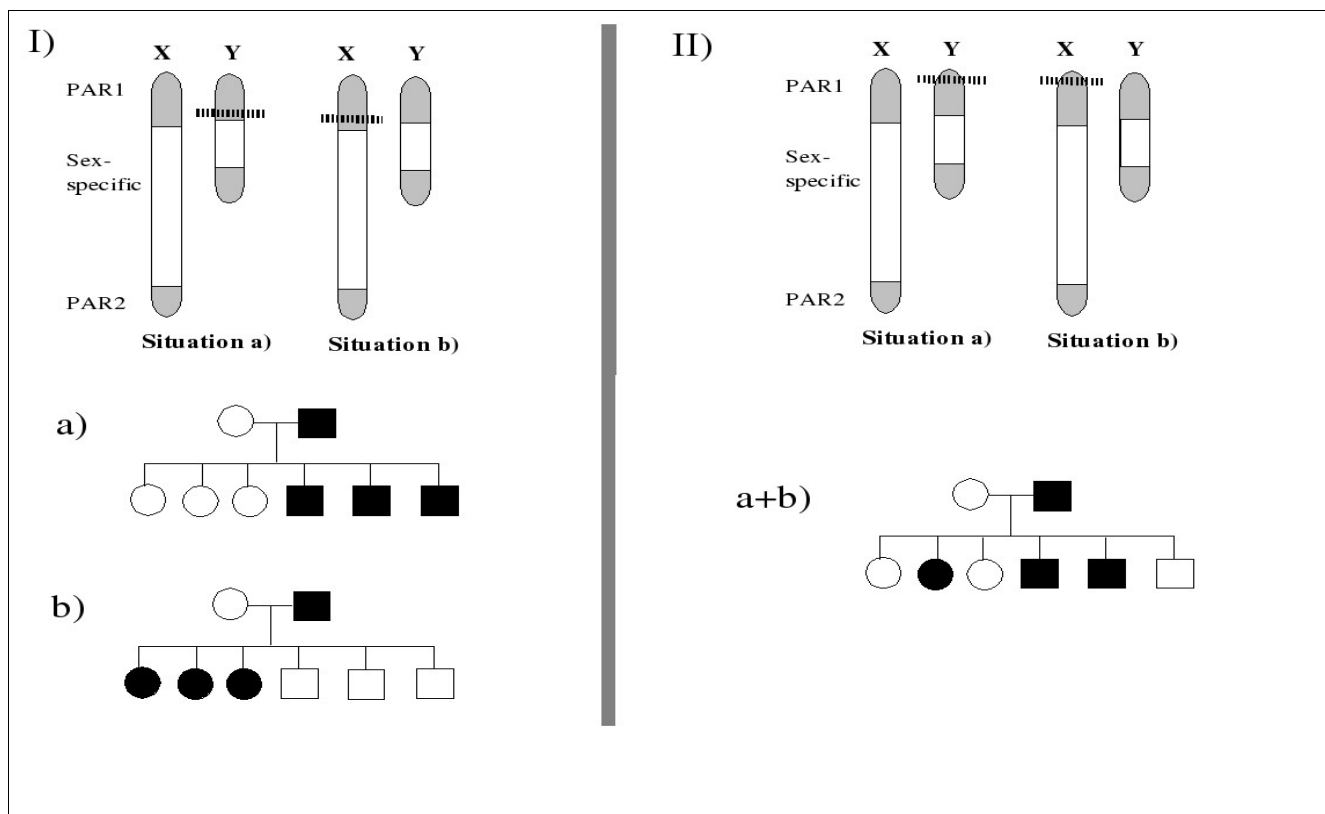 I)
X Y X Y
PAR1
Sex-
specific
PAR2
Situation a)
Situation b)
a)
b)
II)
X Y X Y
PAR1
Sex-
specific
PAR2
Situation a)
Situation b)
a+b)